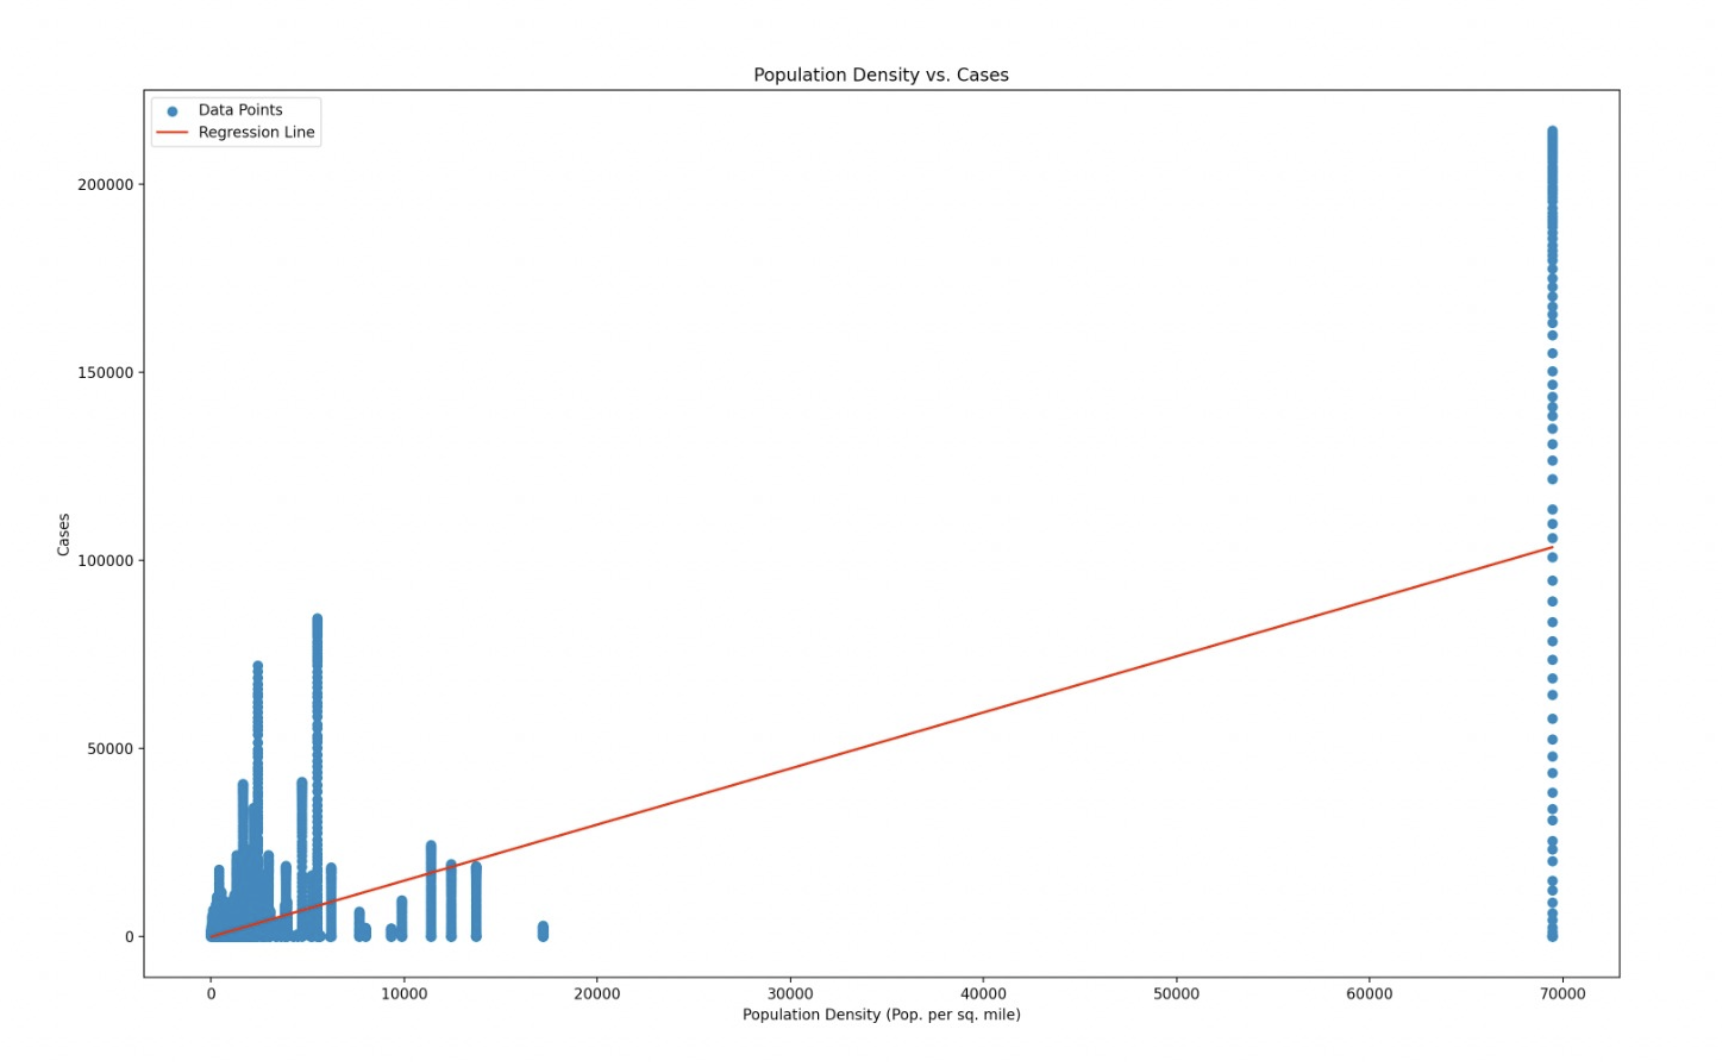 Population Density vs. Cases
Data Points
Regression Line
200000
150000
100000
50000
0
Cases
0 10000 20000 30000 40000 50000 60000 70000
Population Density (Pop. per sq. mile)